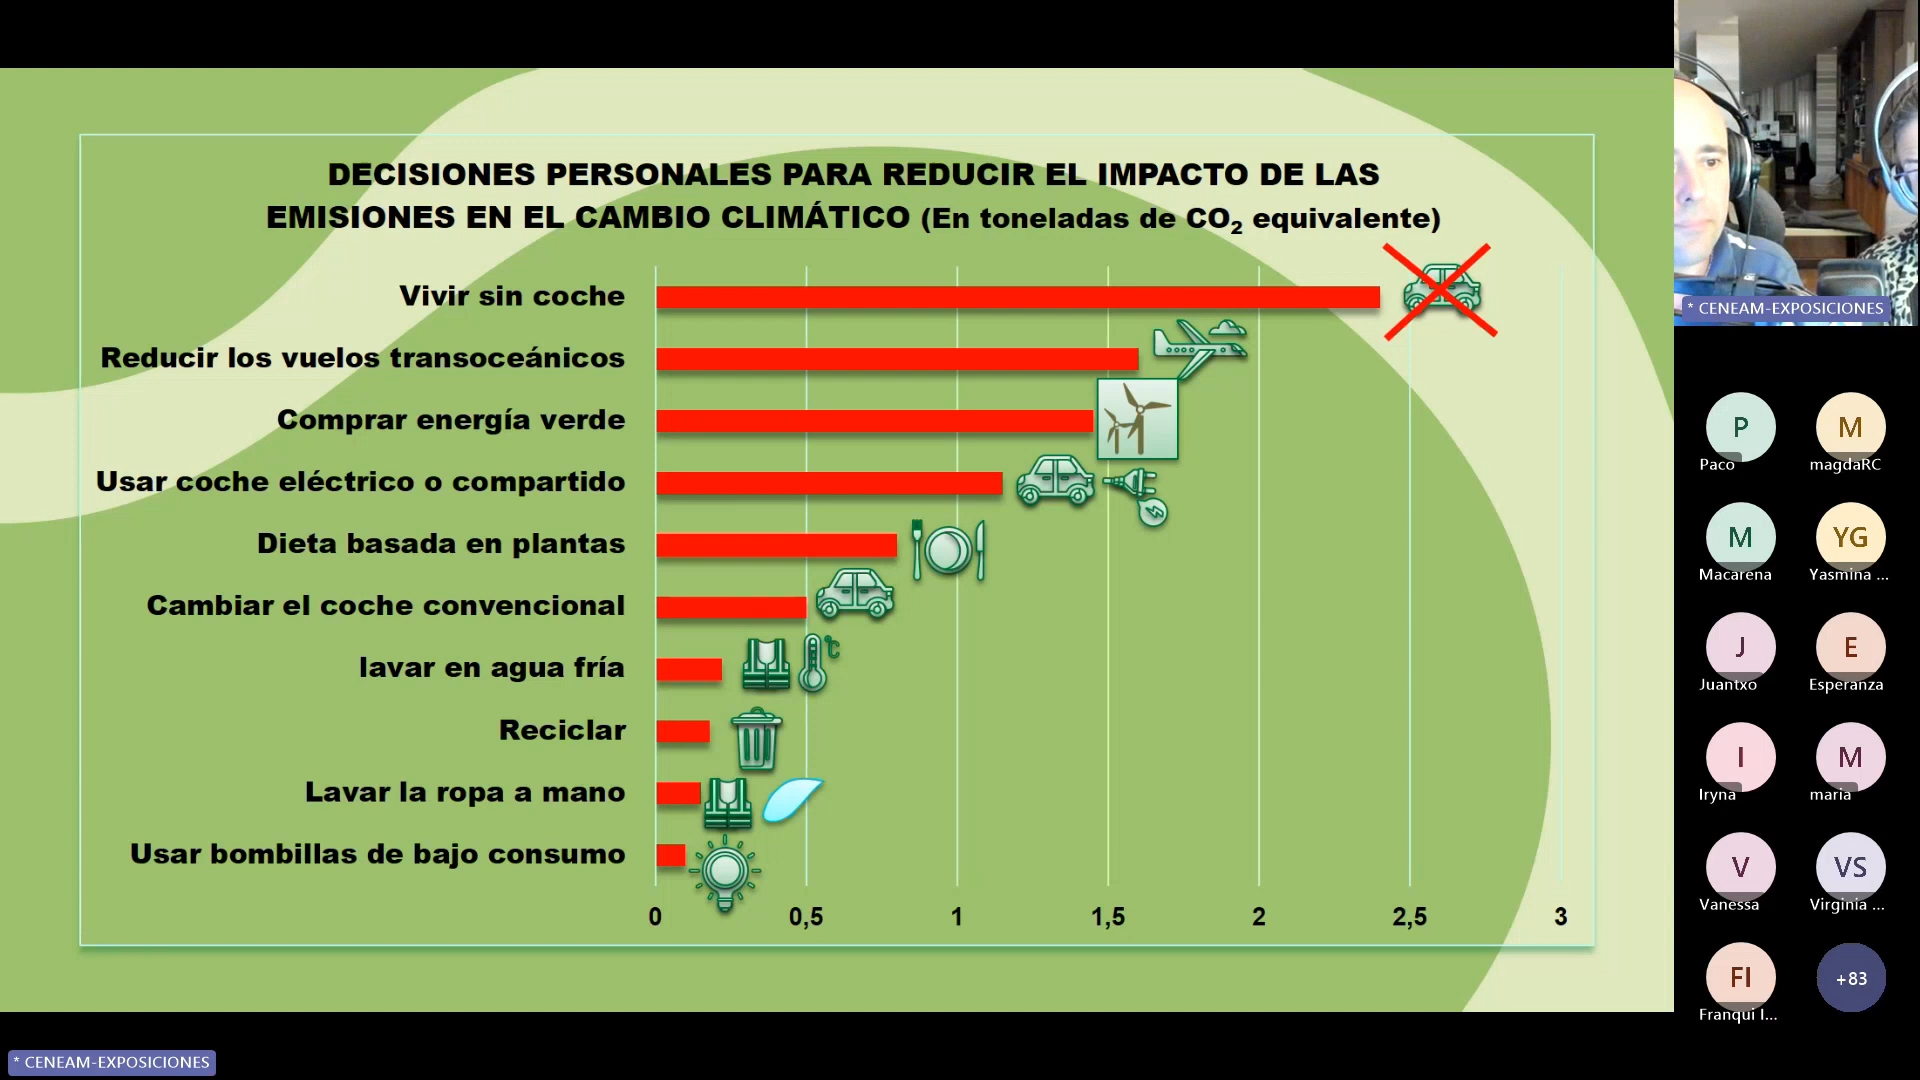 DECISIONES PERSONALES PARA REDUCIR EL IMPACTO DE LAS
EMISIONES EN EL CAMBIO CLIMÁTICO (En toneladas de CO₂ equivalente)
Vivir sin coche
Reducir los vuelos transoceánicos
Comprar energía verde
Usar coche eléctrico o compartido
Dieta basada en plantas
Cambiar el coche convencional
lavar en agua fría
°C
Reciclar
Lavar la ropa a mano
Usar bombillas de bajo consumo
0 0,5 1 1,5 2 2,5 3
* CENEAM-EXPOSICIONES
P
Paco
M
magdaRC
M
Macarena
YG
Yasmina ...
J
Juantxo
E
Esperanza
I
Iryna
M
maria
V
Vanessa
VS
Virginia ...
FI
Franqui I...
+83
* CENEAM-EXPOSICIONES